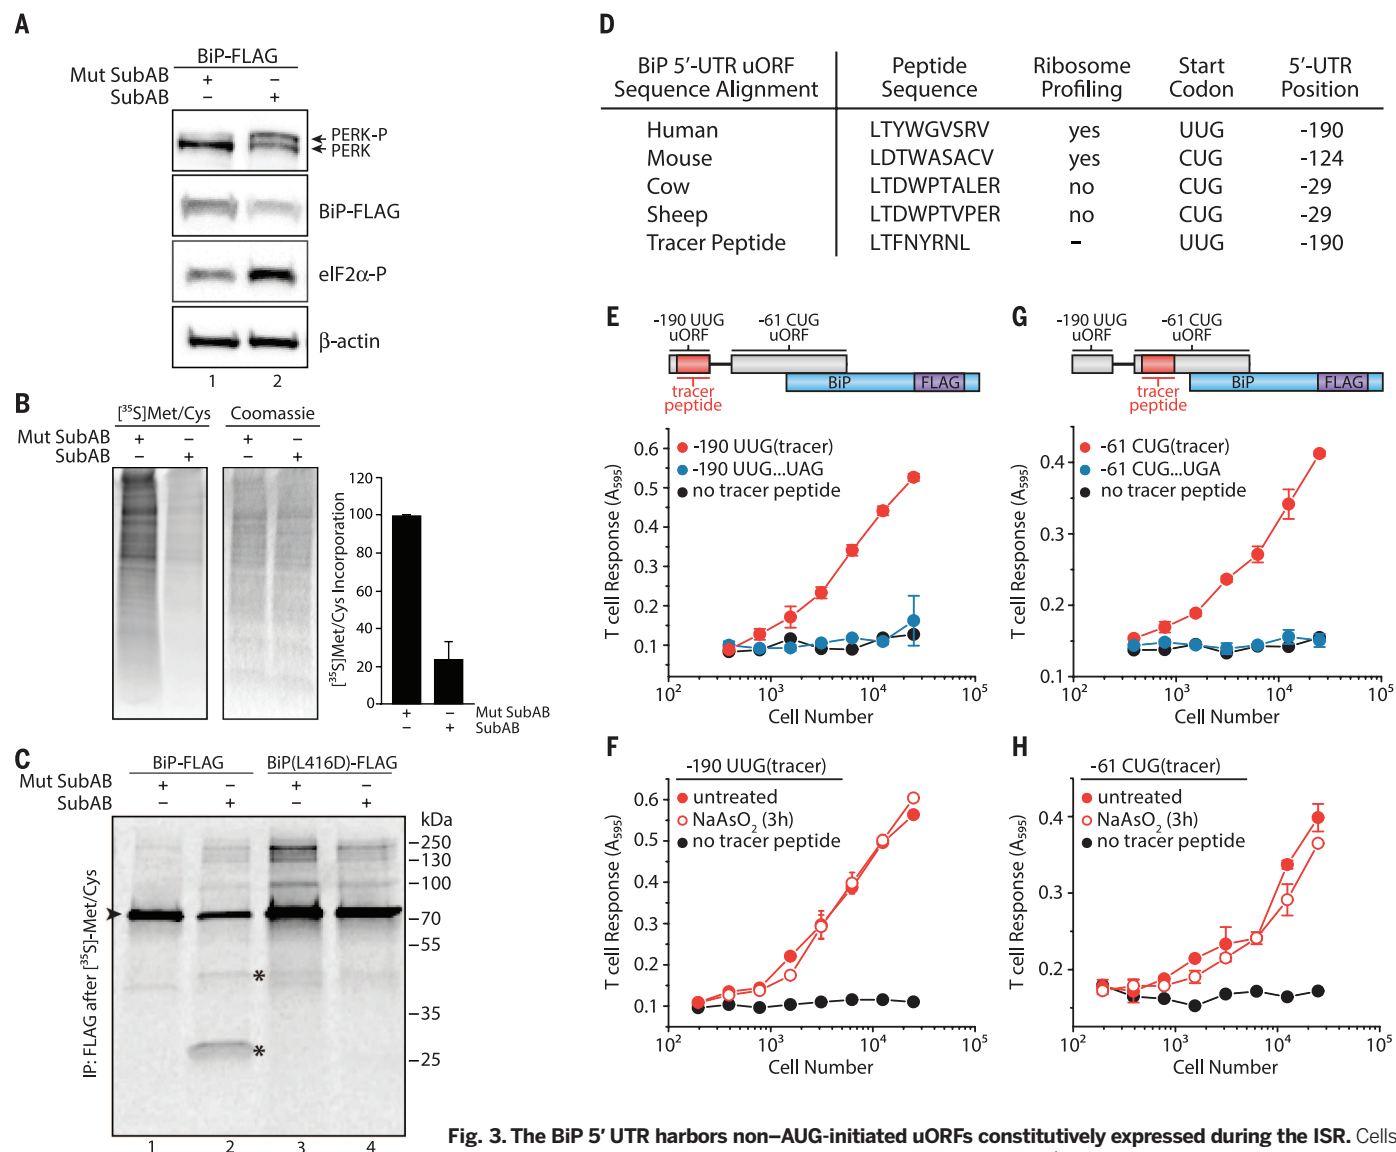 A
BiP-FLAG
Mut SubAB + –
SubAB – +
PERK-P
PERK
BiP-FLAG
eIF2α-P
β-actin
1 2
B
[³⁵S]Met/Cys Coomassie
Mut SubAB + – + –
SubAB – + – +
[³⁵S]Met/Cys Incorporation
120
100
80
60
40
20
0
+ – Mut SubAB
– + SubAB
C
BiP-FLAG BiP(L416D)-FLAG
Mut SubAB + – + –
SubAB – + – +
kDa
–250
–130
–100
–70
–55
–35
–25
*
*
IP: FLAG after [³⁵S]-Met/Cys
1 2 3 4
D
BiP 5′-UTR uORF Peptide Ribosome Start 5′-UTR
Sequence Alignment Sequence Profiling Codon Position
Human LTYWGVSRV yes UUG -190
Mouse LDTWASACV yes CUG -124
Cow LTDWPTALER no CUG -29
Sheep LTDWPTVPER no CUG -29
Tracer Peptide LTFNYRNL – UUG -190
E
-190 UUG
uORF
-61 CUG
uORF
BiP FLAG
tracer
peptide
-190 UUG(tracer)
-190 UUG...UAG
no tracer peptide
T cell Response (A₅₉₅)
0.6
0.5
0.4
0.3
0.2
0.1
10² 10³ 10⁴ 10⁵
Cell Number
G
-190 UUG
uORF
-61 CUG
uORF
BiP FLAG
tracer
peptide
-61 CUG(tracer)
-61 CUG...UGA
no tracer peptide
T cell Response (A₅₉₅)
0.4
0.3
0.2
0.1
10² 10³ 10⁴ 10⁵
Cell Number
F
-190 UUG(tracer)
untreated
NaAsO₂ (3h)
no tracer peptide
T cell Response (A₅₉₅)
0.6
0.5
0.4
0.3
0.2
0.1
10² 10³ 10⁴ 10⁵
Cell Number
H
-61 CUG(tracer)
untreated
NaAsO₂ (3h)
no tracer peptide
T cell Response (A₅₉₅)
0.4
0.3
0.2
10² 10³ 10⁴ 10⁵
Cell Number
Fig. 3. The BiP 5′ UTR harbors non–AUG-initiated uORFs constitutively expressed during the ISR. Cells